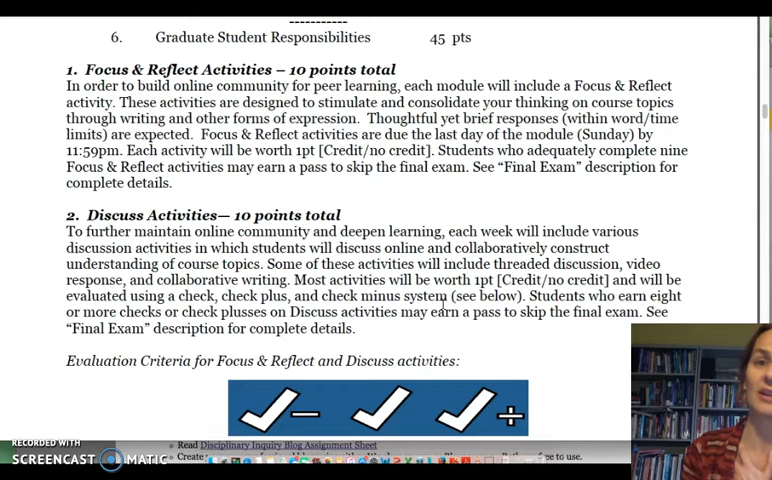 -----------
6. Graduate Student Responsibilities 45 pts
1. Focus & Reflect Activities – 10 points total
In order to build online community for peer learning, each module will include a Focus & Reflect
activity. These activities are designed to stimulate and consolidate your thinking on course topics
through writing and other forms of expression. Thoughtful yet brief responses (within word/time
limits) are expected. Focus & Reflect activities are due the last day of the module (Sunday) by
11:59pm. Each activity will be worth 1pt [Credit/no credit]. Students who adequately complete nine
Focus & Reflect activities may earn a pass to skip the final exam. See “Final Exam” description for
complete details.
2. Discuss Activities— 10 points total
To further maintain online community and deepen learning, each week will include various
discussion activities in which students will discuss online and collaboratively construct
understanding of course topics. Some of these activities will include threaded discussion, video
response, and collaborative writing. Most activities will be worth 1pt [Credit/no credit] and will be
evaluated using a check, check plus, and check minus system (see below). Students who earn eight
or more checks or check plusses on Discuss activities may earn a pass to skip the final exam. See
“Final Exam” description for complete details.
Evaluation Criteria for Focus & Reflect and Discuss activities:
RECORDED WITH
SCREENCAST MATIC
Read Disciplinary Inquiry Blog Assignment Sheet
Create